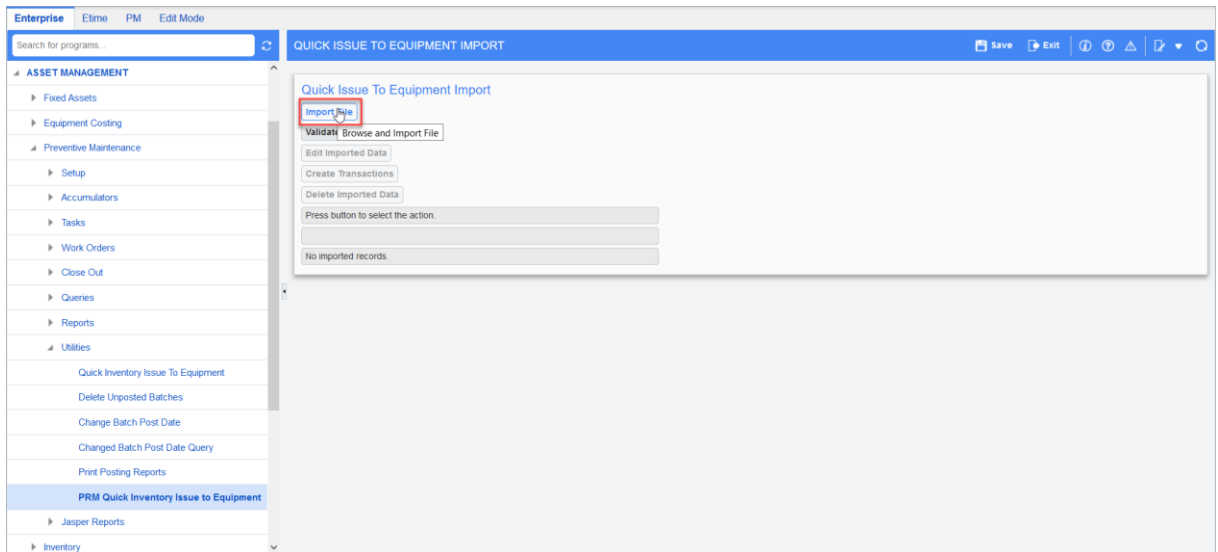 Enterprise Etime PM Edit Mode
Search for programs...
QUICK ISSUE TO EQUIPMENT IMPORT
Save Exit
ASSET MANAGEMENT
Fixed Assets
Equipment Costing
Preventive Maintenance
Setup
Accumulators
Tasks
Work Orders
Close Out
Queries
Reports
Utilities
Quick Inventory Issue To Equipment
Delete Unposted Batches
Change Batch Post Date
Changed Batch Post Date Query
Print Posting Reports
PRM Quick Inventory Issue to Equipment
Jasper Reports
Inventory
Quick Issue To Equipment Import
Import File
Validate
Browse and Import File
Edit Imported Data
Create Transactions
Delete Imported Data
Press button to select the action.
No imported records.